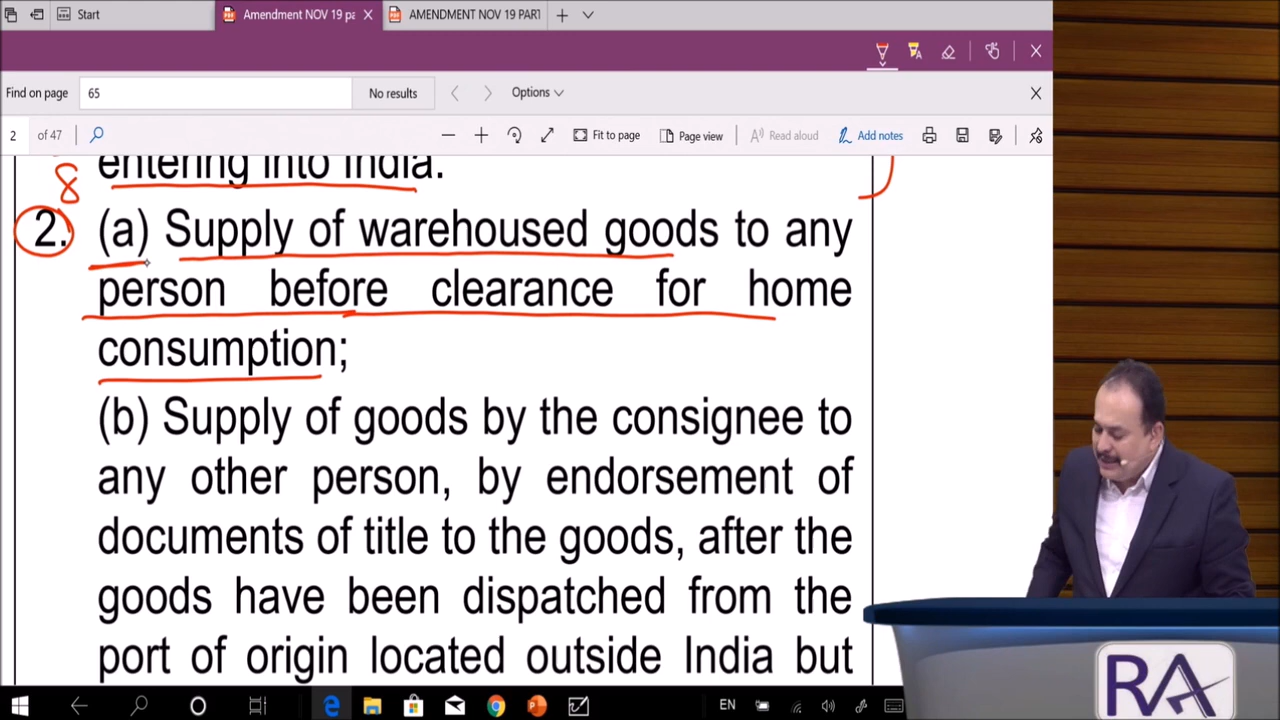 Start
Amendment NOV 19 pa
AMENDMENT NOV 19 PART
Find on page
65
No results
Options
2
of 47
Fit to page
Page view
Read aloud
Add notes
entering into India.
8
2. (a) Supply of warehoused goods to any
person before clearance for home
consumption;
(b) Supply of goods by the consignee to
any other person, by endorsement of
documents of title to the goods, after the
goods have been dispatched from the
port of origin located outside India but
RA
EN